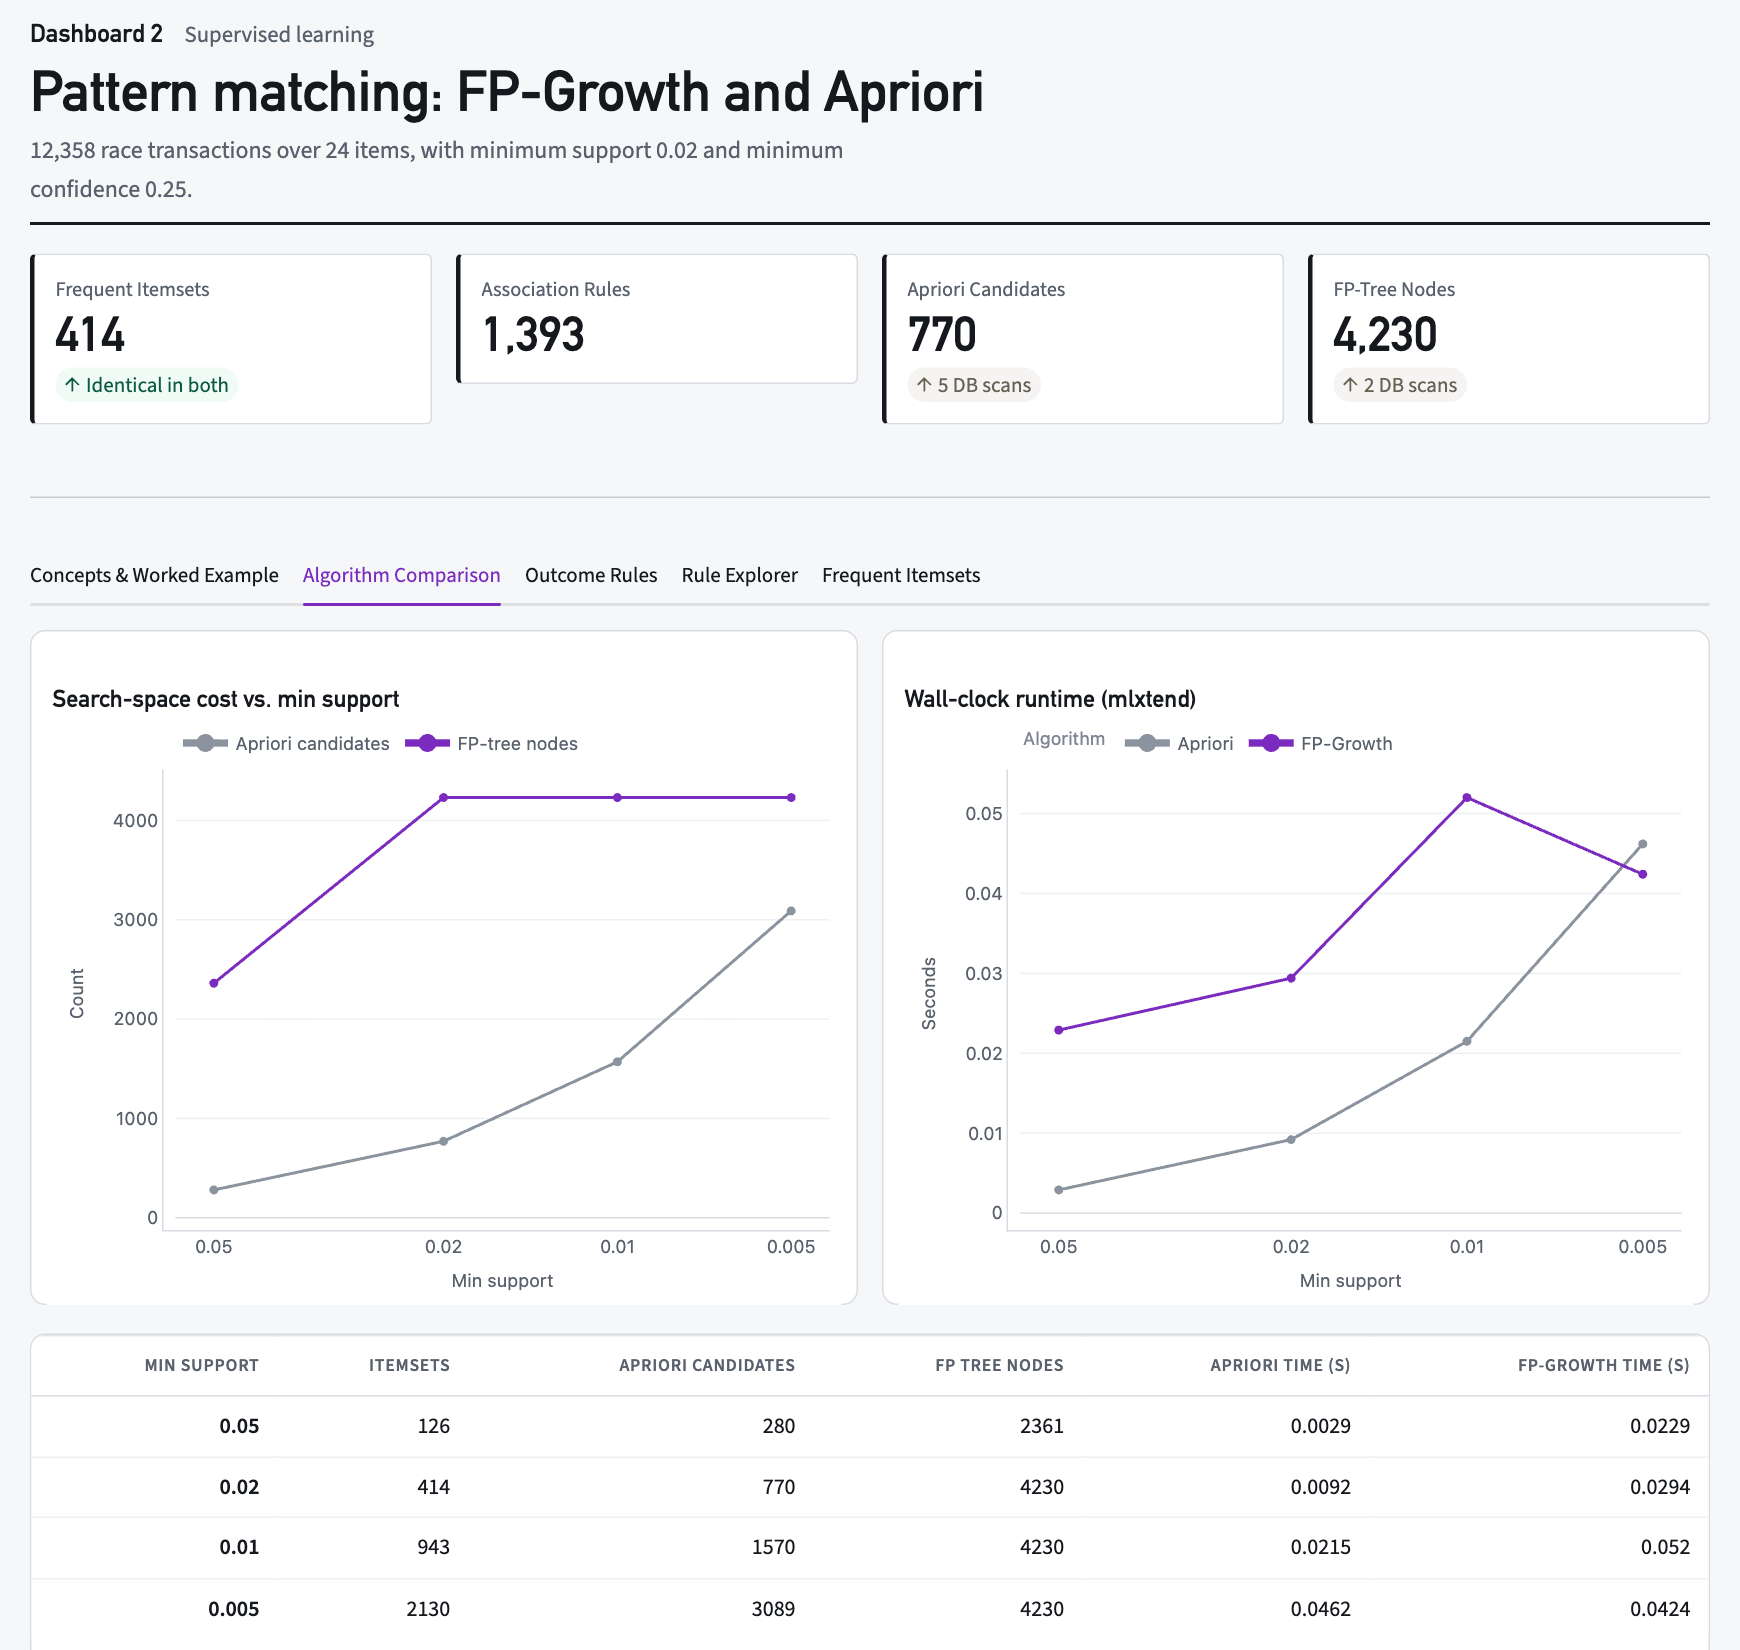 Dashboard 2 Supervised learning
Pattern matching: FP-Growth and Apriori
12,358 race transactions over 24 items, with minimum support 0.02 and minimum
confidence 0.25.
Frequent Itemsets
414
↑ Identical in both
Association Rules
1,393
Apriori Candidates
770
↑ 5 DB scans
FP-Tree Nodes
4,230
↑ 2 DB scans
Concepts & Worked Example Algorithm Comparison Outcome Rules Rule Explorer Frequent Itemsets
Search-space cost vs. min support
Apriori candidates FP-tree nodes
Count
4000
3000
2000
1000
0
0.05 0.02 0.01 0.005
Min support
Wall-clock runtime (mlxtend)
Algorithm Apriori FP-Growth
Seconds
0.05
0.04
0.03
0.02
0.01
0
0.05 0.02 0.01 0.005
Min support
MIN SUPPORT ITEMSETS APRIORI CANDIDATES FP TREE NODES APRIORI TIME (S) FP-GROWTH TIME (S)
0.05 126 280 2361 0.0029 0.0229
0.02 414 770 4230 0.0092 0.0294
0.01 943 1570 4230 0.0215 0.052
0.005 2130 3089 4230 0.0462 0.0424